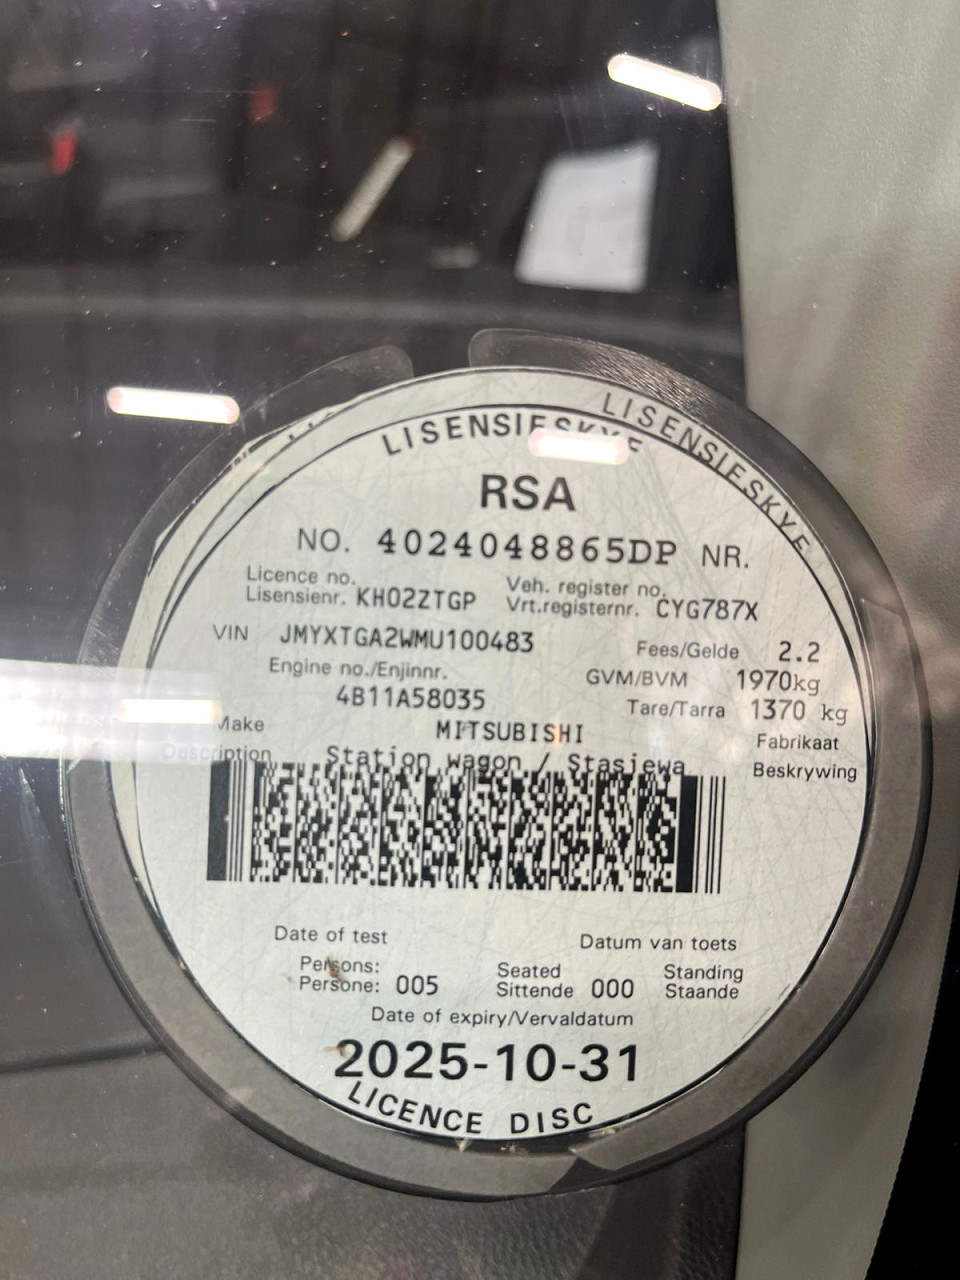 LISENSIESKYF
LISENSIESKYE
RSA
NO. 4024048865DP NR.
Licence no. Veh. register no.
Lisensienr. KH02ZTGP Vrt.registernr. CYG787X
VIN JMYXTGA2WMU100483 Fees/Gelde 2.2
Engine no./Enjinnr. GVM/BVM 1970kg
4B11A58035 Tare/Tarra 1370 kg
Make MITSUBISHI Fabrikaat
Description Station wagon / Stasiewa Beskrywing
Date of test Datum van toets
Persons: Seated Standing
Persone: 005 Sittende 000 Staande
Date of expiry/Vervaldatum
2025-10-31
LICENCE DISC